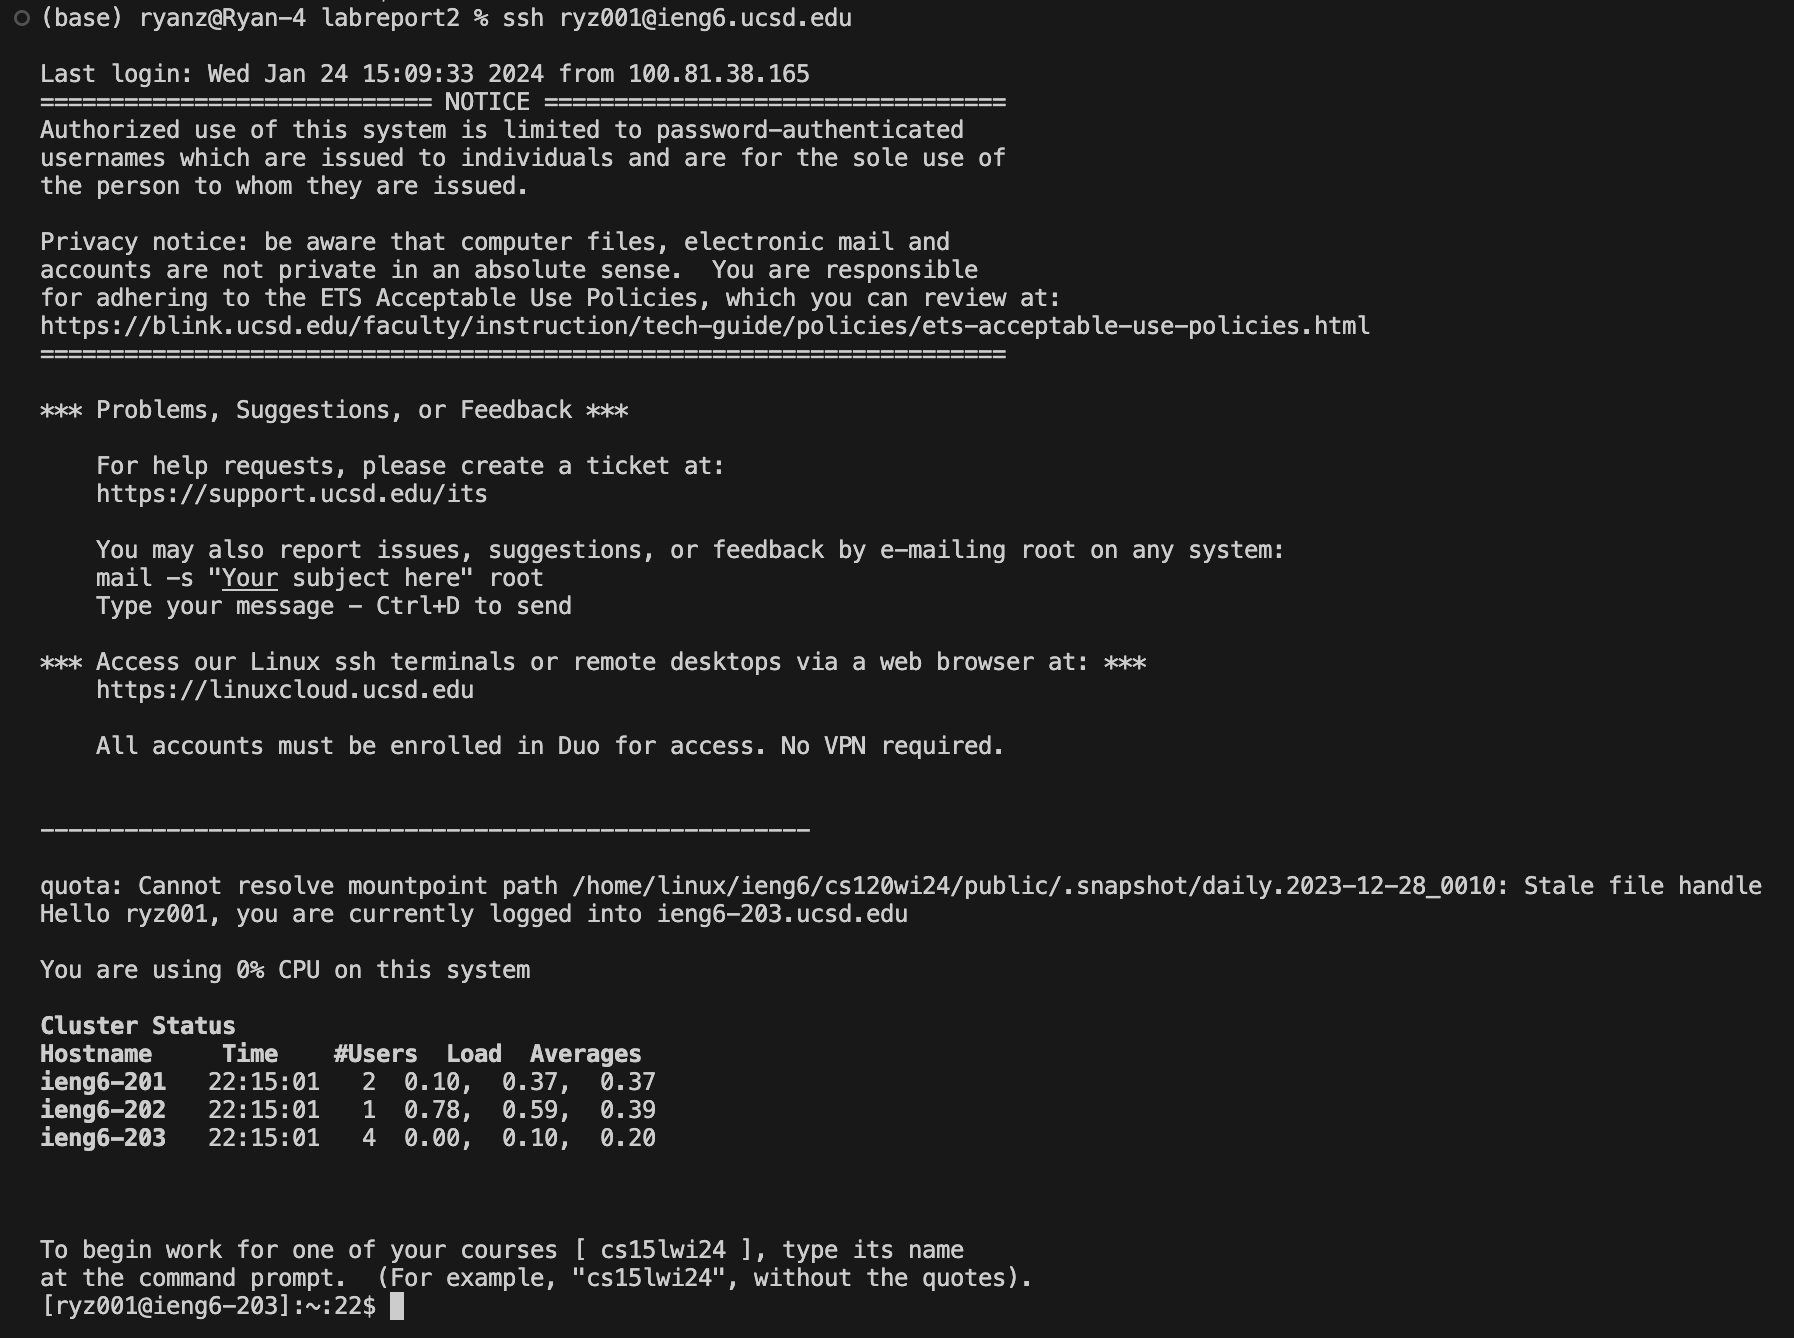 (base) ryanz@Ryan-4 labreport2 % ssh ryz001@ieng6.ucsd.edu
Last login: Wed Jan 24 15:09:33 2024 from 100.81.38.165
============================ NOTICE =================================
Authorized use of this system is limited to password-authenticated
usernames which are issued to individuals and are for the sole use of
the person to whom they are issued.
Privacy notice: be aware that computer files, electronic mail and
accounts are not private in an absolute sense.  You are responsible
for adhering to the ETS Acceptable Use Policies, which you can review at:
https://blink.ucsd.edu/faculty/instruction/tech-guide/policies/ets-acceptable-use-policies.html
=====================================================================
*** Problems, Suggestions, or Feedback ***
For help requests, please create a ticket at:
https://support.ucsd.edu/its
You may also report issues, suggestions, or feedback by e-mailing root on any system:
mail -s "Your subject here" root
Type your message - Ctrl+D to send
*** Access our Linux ssh terminals or remote desktops via a web browser at: ***
https://linuxcloud.ucsd.edu
All accounts must be enrolled in Duo for access. No VPN required.
-------------------------------------------------------
quota: Cannot resolve mountpoint path /home/linux/ieng6/cs120wi24/public/.snapshot/daily.2023-12-28_0010: Stale file handle
Hello ryz001, you are currently logged into ieng6-203.ucsd.edu
You are using 0% CPU on this system
Cluster Status
Hostname     Time    #Users  Load  Averages
ieng6-201   22:15:01   2  0.10,  0.37,  0.37
ieng6-202   22:15:01   1  0.78,  0.59,  0.39
ieng6-203   22:15:01   4  0.00,  0.10,  0.20
To begin work for one of your courses [ cs15lwi24 ], type its name
at the command prompt.  (For example, "cs15lwi24", without the quotes).
[ryz001@ieng6-203]:~:22$